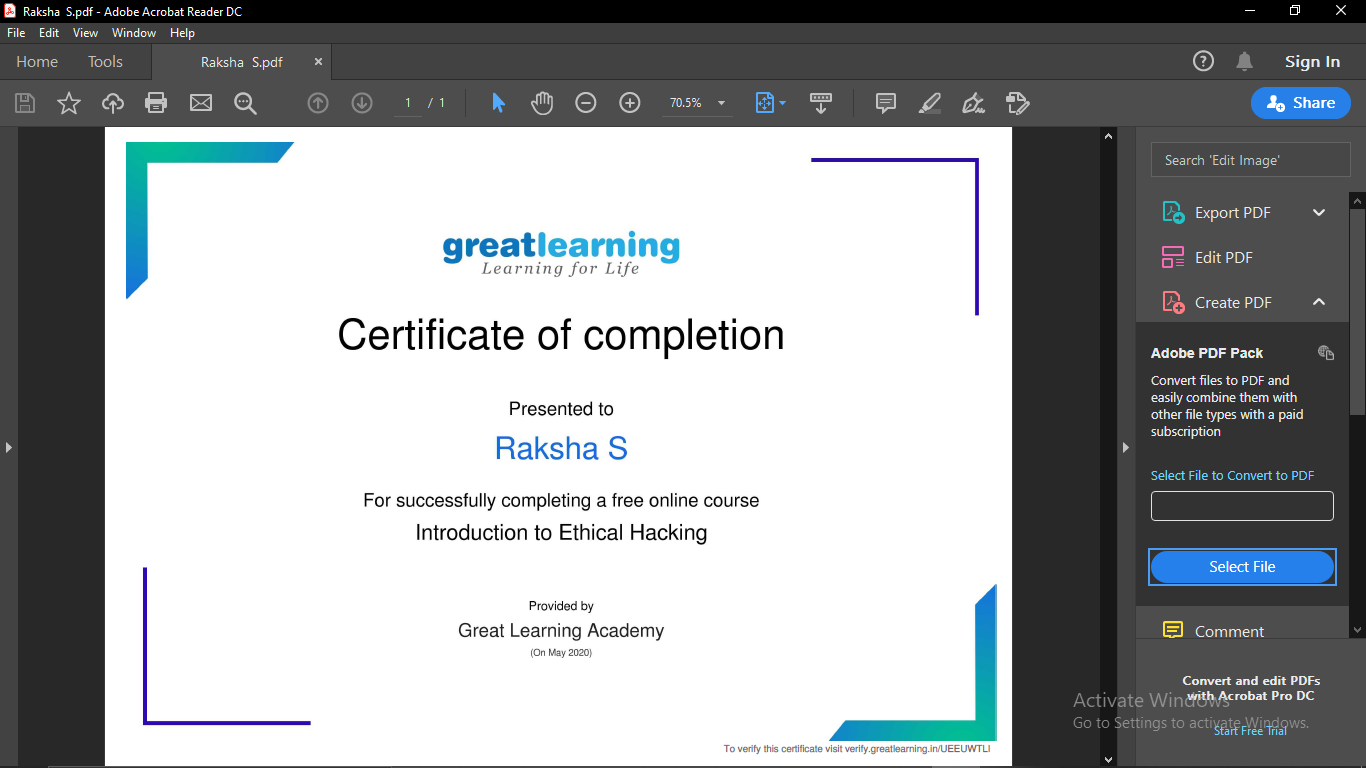 Raksha S.pdf - Adobe Acrobat Reader DC
File Edit View Window Help
Home Tools Raksha S.pdf × Sign In
1 / 1 70.5% Share
greatlearning
Learning for Life
Certificate of completion
Presented to
Raksha S
For successfully completing a free online course
Introduction to Ethical Hacking
Provided by
Great Learning Academy
(On May 2020)
To verify this certificate visit verify.greatlearning.in/UEEUWTLI
Search 'Edit Image'
Export PDF
Edit PDF
Create PDF
Adobe PDF Pack
Convert files to PDF and
easily combine them with
other file types with a paid
subscription
Select File to Convert to PDF
Select File
Comment
Convert and edit PDFs
with Acrobat Pro DC
Start Free Trial
Activate Windows
Go to Settings to activate Windows.